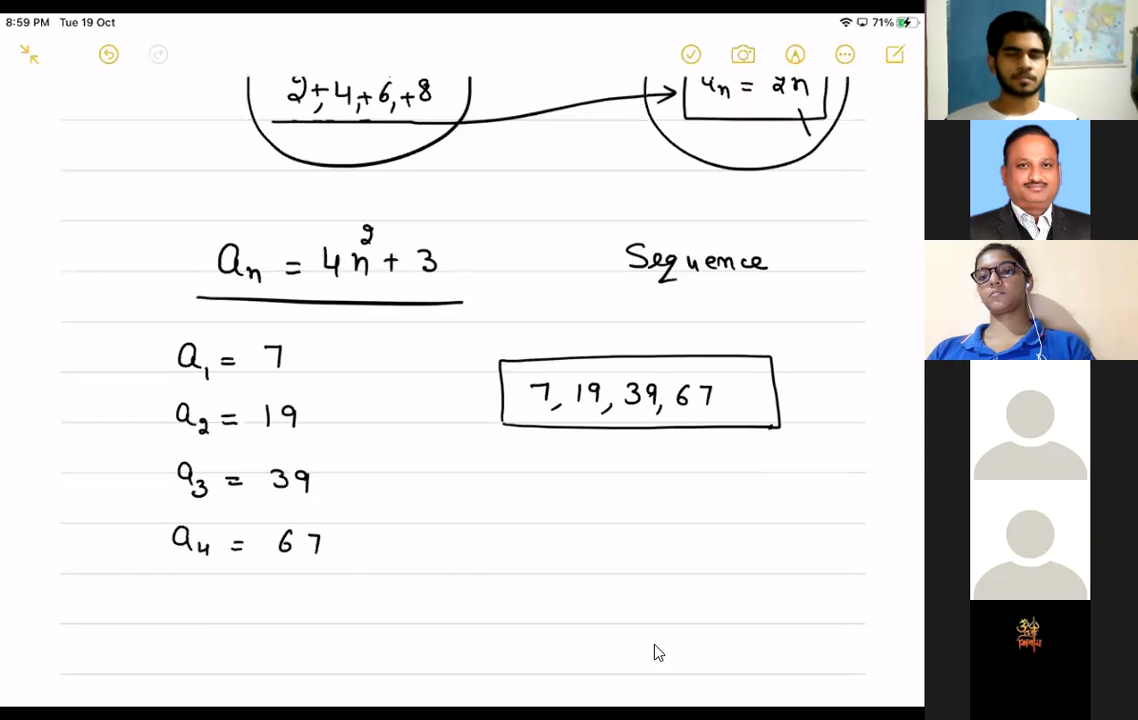 8:59 PM Tue 19 Oct
71%
2+4+6+8
aₙ = 2n
aₙ = 4n² + 3
Sequence
a₁ = 7
7, 19, 39, 67
a₂ = 19
a₃ = 39
a₄ = 67